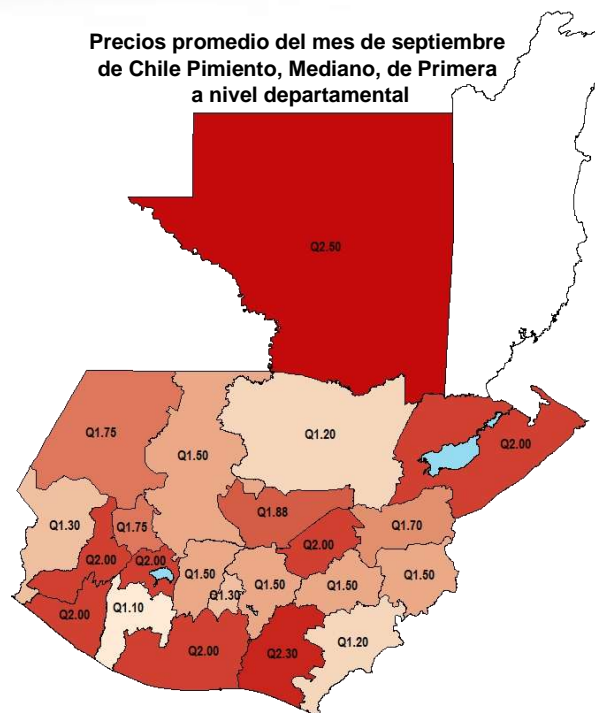 Precios promedio del mes de septiembre
de Chile Pimiento, Mediano, de Primera
a nivel departamental
Q2.50
Q1.75
Q1.20
Q2.00
Q1.50
Q1.88
Q1.70
Q1.30
Q1.75
Q2.00
Q2.00
Q2.00
Q1.50
Q1.30
Q1.50
Q1.50
Q1.50
Q2.00
Q1.10
Q1.20
Q2.00
Q2.30